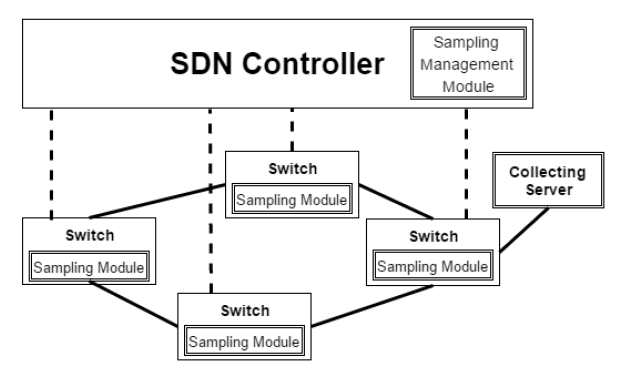 SDN Controller
Sampling
Management
Module
Switch
Sampling Module
Collecting
Server
Switch
Sampling Module
Switch
Sampling Module
Switch
Sampling Module